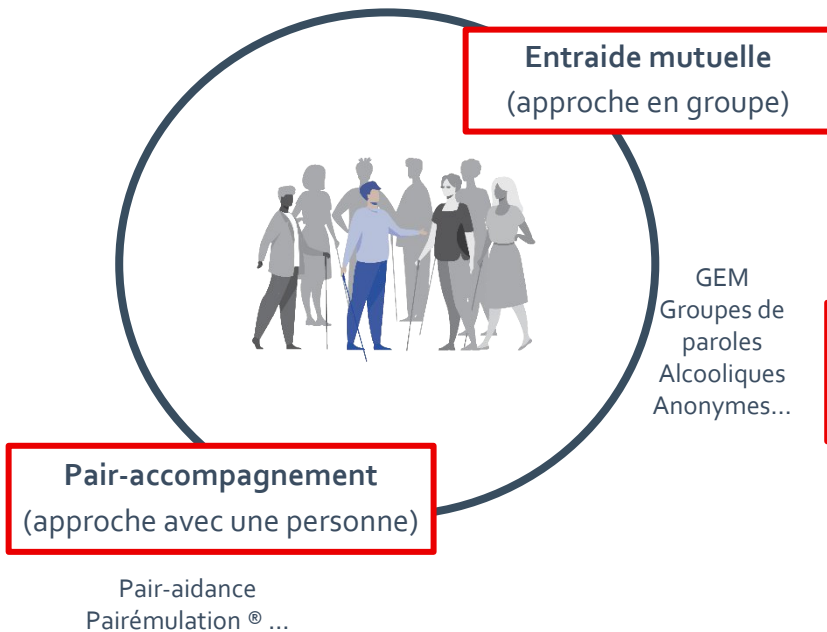 Entraide mutuelle
(approche en groupe)
GEM
Groupes de
paroles
Alcooliques
Anonymes...
Pair-accompagnement
(approche avec une personne)
Pair-aidance
Pairémulation ® ...